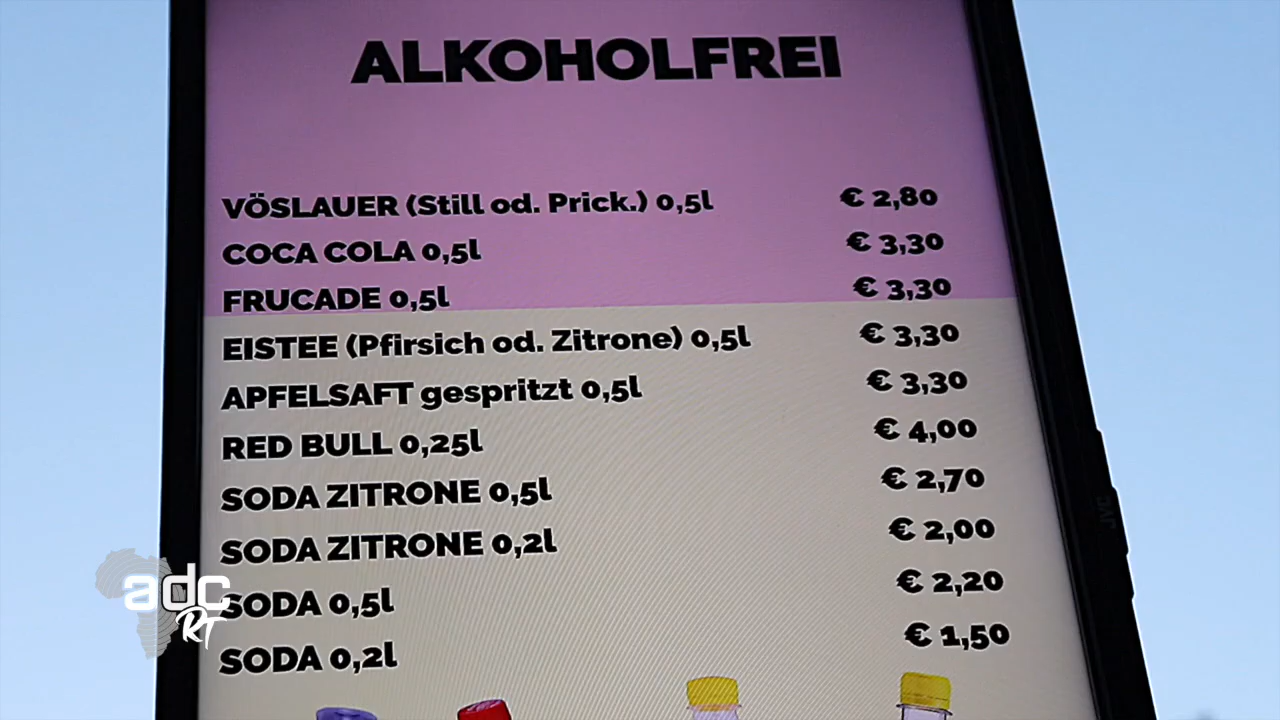 ALKOHOLFREI
VÖSLAUER (Still od. Prick.) 0,5l € 2,80
COCA COLA 0,5l € 3,30
FRUCADE 0,5l € 3,30
EISTEE (Pfirsich od. Zitrone) 0,5l € 3,30
APFELSAFT gespritzt 0,5l € 3,30
RED BULL 0,25l € 4,00
SODA ZITRONE 0,5l € 2,70
SODA ZITRONE 0,2l € 2,00
SODA 0,5l € 2,20
SODA 0,2l € 1,50
JVC
adc
RT